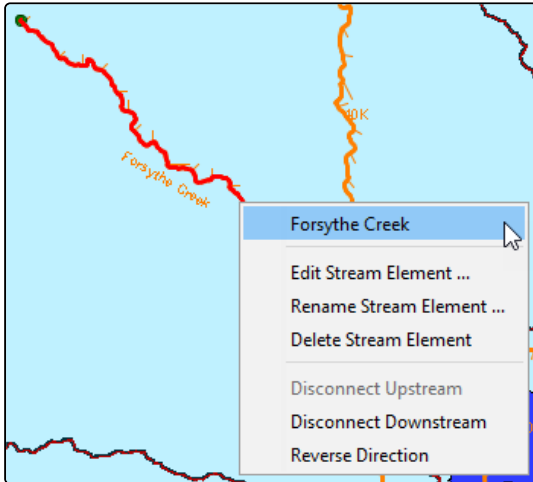 40K
Forsythe Creek
Forsythe Creek
Edit Stream Element ...
Rename Stream Element ...
Delete Stream Element
Disconnect Upstream
Disconnect Downstream
Reverse Direction